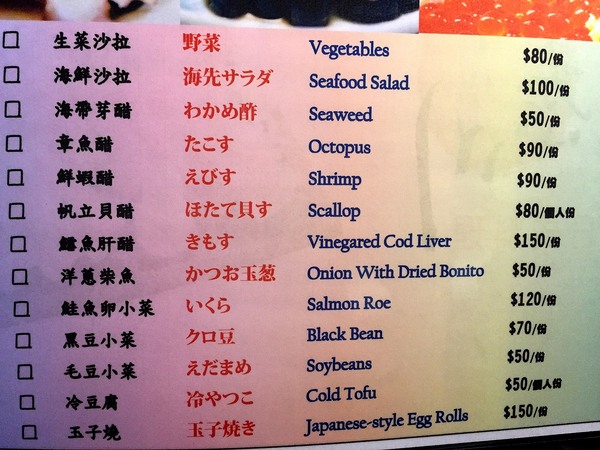 生菜沙拉 野菜 Vegetables $80/份
海鮮沙拉 海先サラダ Seafood Salad $100/份
海帶芽醋 わかめ酢 Seaweed $50/份
章魚醋 たこす Octopus $90/份
鮮蝦醋 えびす Shrimp $90/份
帆立貝醋 ほたて貝す Scallop $80/個人份
鱈魚肝醋 きもす Vinegared Cod Liver $150/份
洋蔥柴魚 かつお玉葱 Onion With Dried Bonito $50/份
鮭魚卵小菜 いくら Salmon Roe $120/份
黑豆小菜 クロ豆 Black Bean $70/份
毛豆小菜 えだまめ Soybeans $50/份
冷豆腐 冷やつこ Cold Tofu $50/個人份
玉子燒 玉子焼き Japanese-style Egg Rolls $150/份